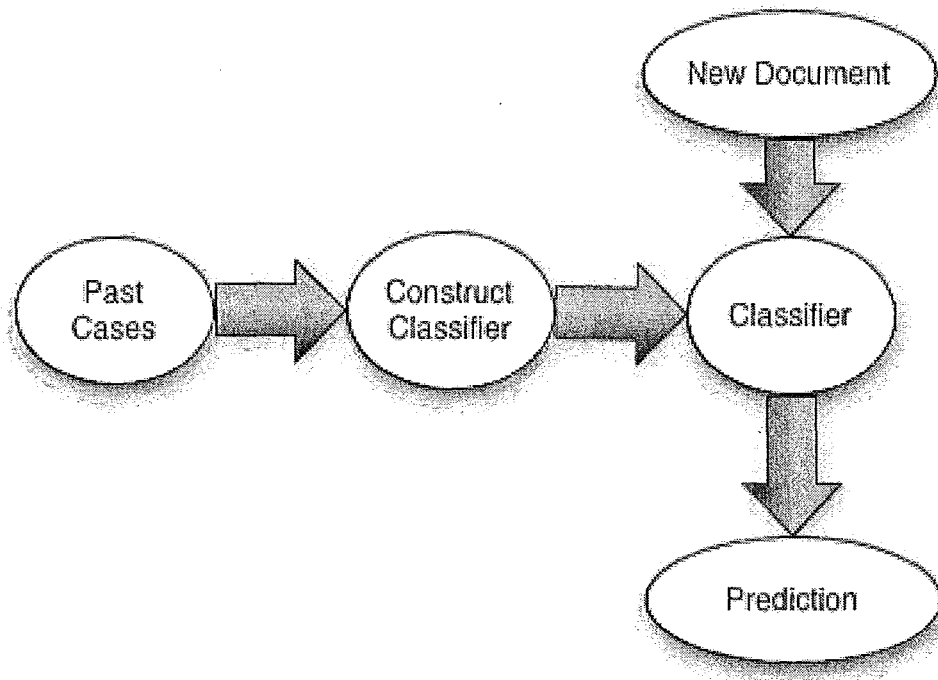 New Document
Past
Cases
Construct
Classifier
Classifier
Prediction